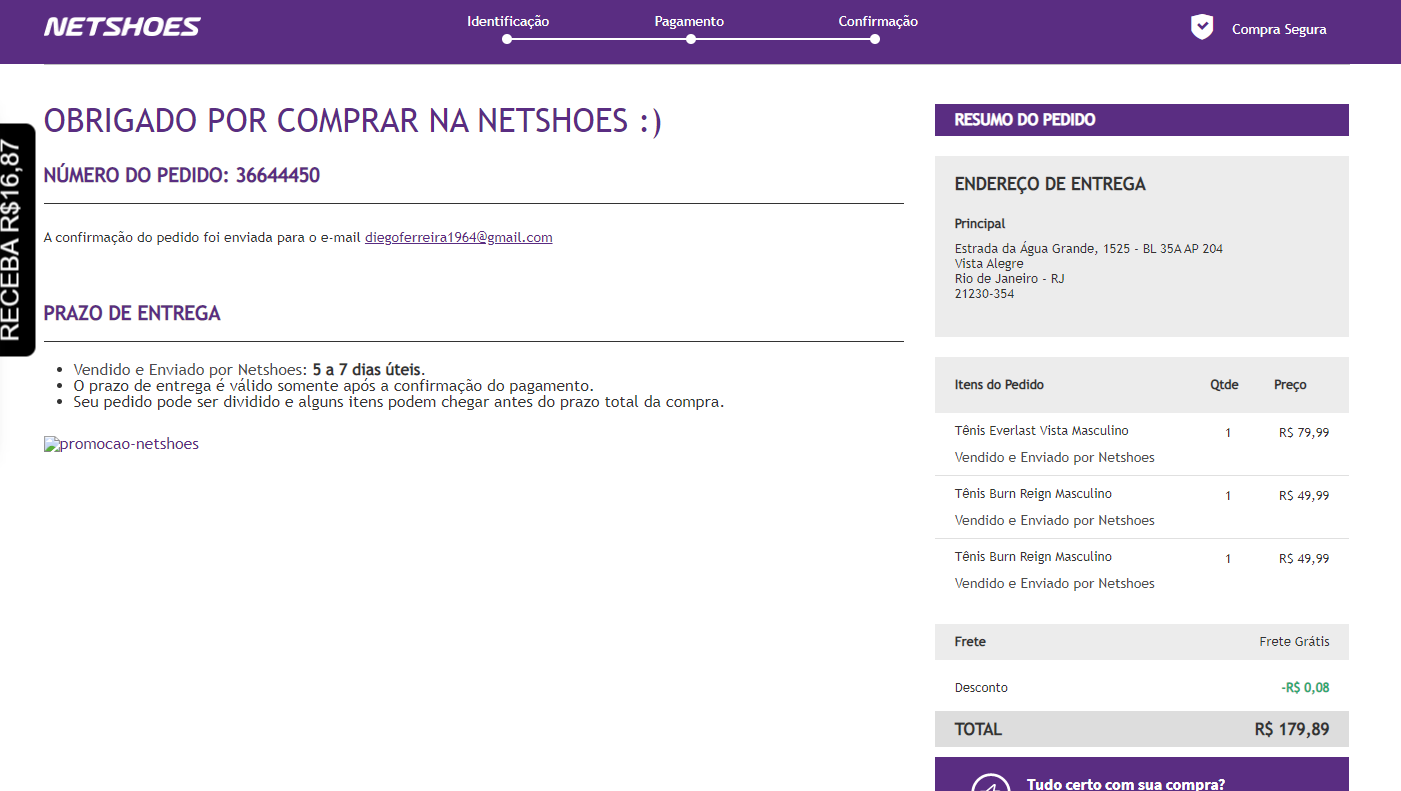 NETSHOES
Identificação
Pagamento
Confirmação
Compra Segura
RECEBA R$16,87
OBRIGADO POR COMPRAR NA NETSHOES :)
NÚMERO DO PEDIDO: 36644450
A confirmação do pedido foi enviada para o e-mail diegoferreira1964@gmail.com
PRAZO DE ENTREGA
• Vendido e Enviado por Netshoes: 5 a 7 dias úteis.
• O prazo de entrega é válido somente após a confirmação do pagamento.
• Seu pedido pode ser dividido e alguns itens podem chegar antes do prazo total da compra.
promocao-netshoes
RESUMO DO PEDIDO
ENDEREÇO DE ENTREGA
Principal
Estrada da Água Grande, 1525 - BL 35A AP 204
Vista Alegre
Rio de Janeiro - RJ
21230-354
Itens do Pedido Qtde Preço
Tênis Everlast Vista Masculino 1 R$ 79,99
Vendido e Enviado por Netshoes
Tênis Burn Reign Masculino 1 R$ 49,99
Vendido e Enviado por Netshoes
Tênis Burn Reign Masculino 1 R$ 49,99
Vendido e Enviado por Netshoes
Frete Frete Grátis
Desconto -R$ 0,08
TOTAL R$ 179,89
Tudo certo com sua compra?